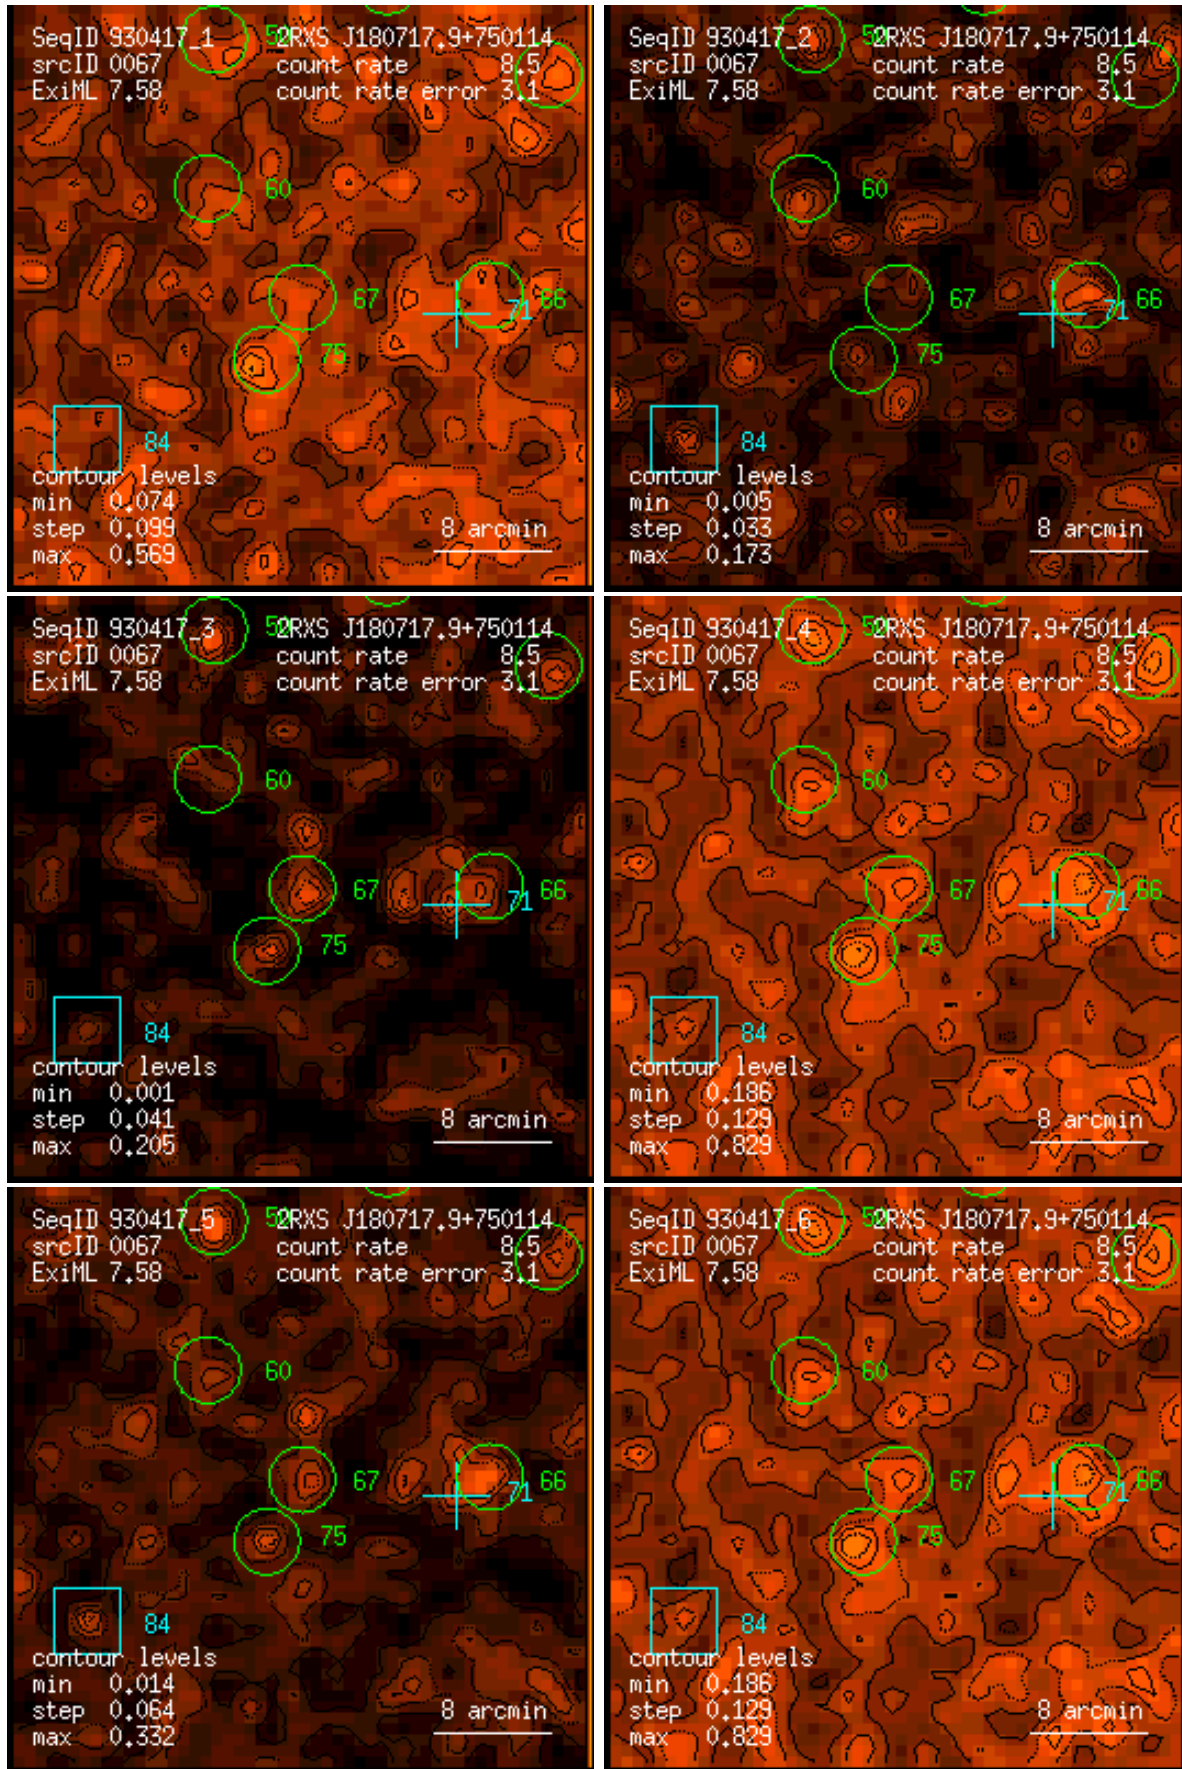 SeqID 930417_1 2RXS J180717.9+750114
srcID 0067 count rate 8.5
ExiML 7.58 count rate error 3.1
60
67
71 66
75
84
contour levels
min 0.074
step 0.099 8 arcmin
max 0.569
SeqID 930417_2 2RXS J180717.9+750114
srcID 0067 count rate 8.5
ExiML 7.58 count rate error 3.1
60
67
71 66
75
84
contour levels
min 0.005
step 0.033 8 arcmin
max 0.173
SeqID 930417_3 2RXS J180717.9+750114
srcID 0067 count rate 8.5
ExiML 7.58 count rate error 3.1
60
67
71 66
75
84
contour levels
min 0.001
step 0.041 8 arcmin
max 0.205
SeqID 930417_4 2RXS J180717.9+750114
srcID 0067 count rate 8.5
ExiML 7.58 count rate error 3.1
60
67
71 66
75
84
contour levels
min 0.186
step 0.129 8 arcmin
max 0.829
SeqID 930417_5 2RXS J180717.9+750114
srcID 0067 count rate 8.5
ExiML 7.58 count rate error 3.1
60
67
71 66
75
84
contour levels
min 0.014
step 0.064 8 arcmin
max 0.332
SeqID 930417_6 2RXS J180717.9+750114
srcID 0067 count rate 8.5
ExiML 7.58 count rate error 3.1
60
67
71 66
75
84
contour levels
min 0.186
step 0.129 8 arcmin
max 0.829